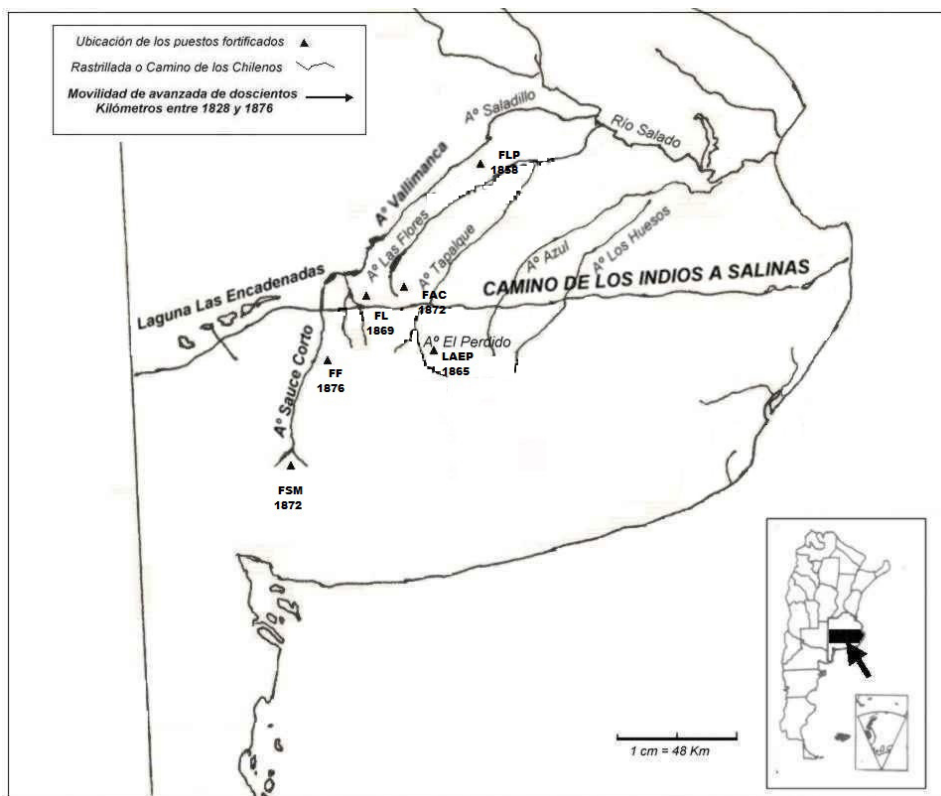 Ubicación de los puestos fortificados
Rastrillada o Camino de los Chilenos
Movilidad de avanzada de doscientos
Kilómetros entre 1828 y 1876
Aº Saladillo
Río Salado
FLP
1858
Aº Vallimanca
Aº Las Flores
Aº Tapalque
Aº Azul
Aº Los Huesos
CAMINO DE LOS INDIOS A SALINAS
Laguna Las Encadenadas
FAC
1872
FL
1869
Aº El Perdido
LAEP
1865
FF
1876
Aº Sauce Corto
FSM
1872
1 cm = 48 Km